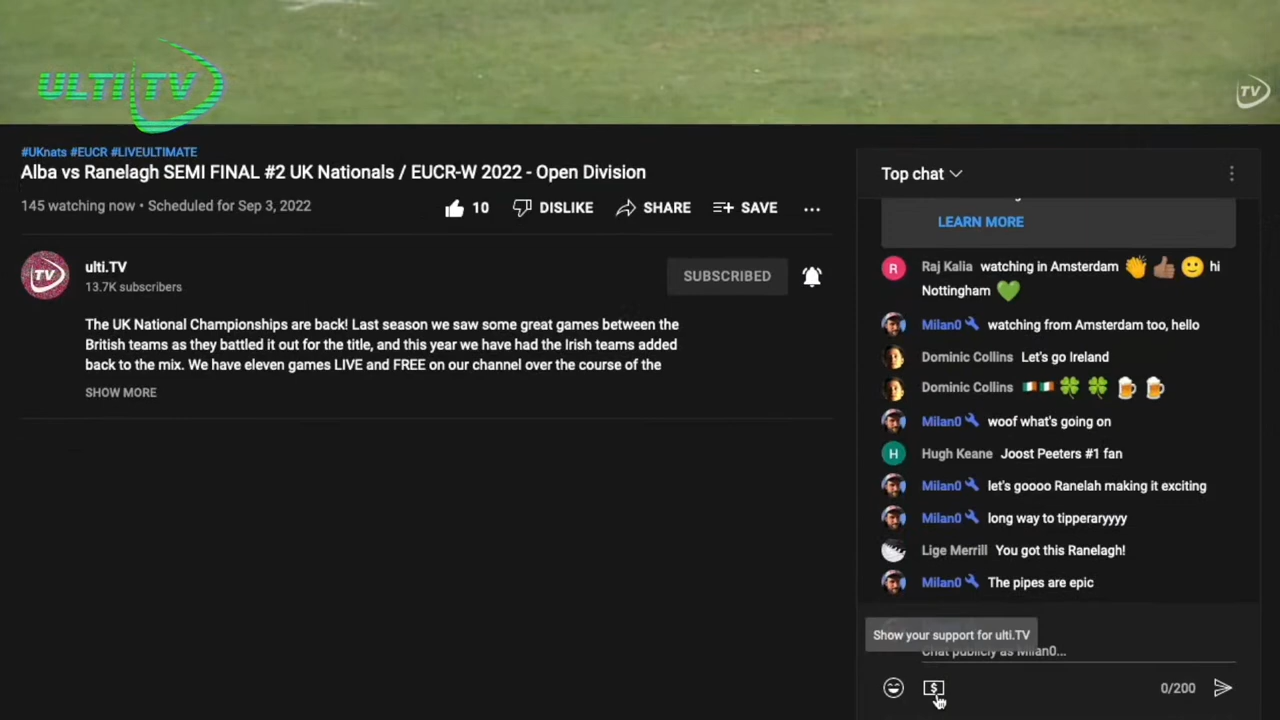 ULTI TV
TV
#UKnats #EUCR #LIVEULTIMATE
Alba vs Ranelagh SEMI FINAL #2 UK Nationals / EUCR-W 2022 - Open Division
145 watching now • Scheduled for Sep 3, 2022
10 DISLIKE SHARE SAVE
TV
ulti.TV
13.7K subscribers
SUBSCRIBED
The UK National Championships are back! Last season we saw some great games between the
British teams as they battled it out for the title, and this year we have had the Irish teams added
back to the mix. We have eleven games LIVE and FREE on our channel over the course of the
SHOW MORE
Top chat
LEARN MORE
R Raj Kalia watching in Amsterdam 👏 👍🏽 🙂 hi
Nottingham 💚
Milan0 watching from Amsterdam too, hello
Dominic Collins Let's go Ireland
Dominic Collins 🇮🇪🇮🇪 🍀 🍀 🍺 🍺
Milan0 woof what's going on
H Hugh Keane Joost Peeters #1 fan
Milan0 let's goooo Ranelah making it exciting
Milan0 long way to tipperaryyyy
Lige Merrill You got this Ranelagh!
Milan0 The pipes are epic
Show your support for ulti.TV
Chat publicly as Milan0...
$ 0/200